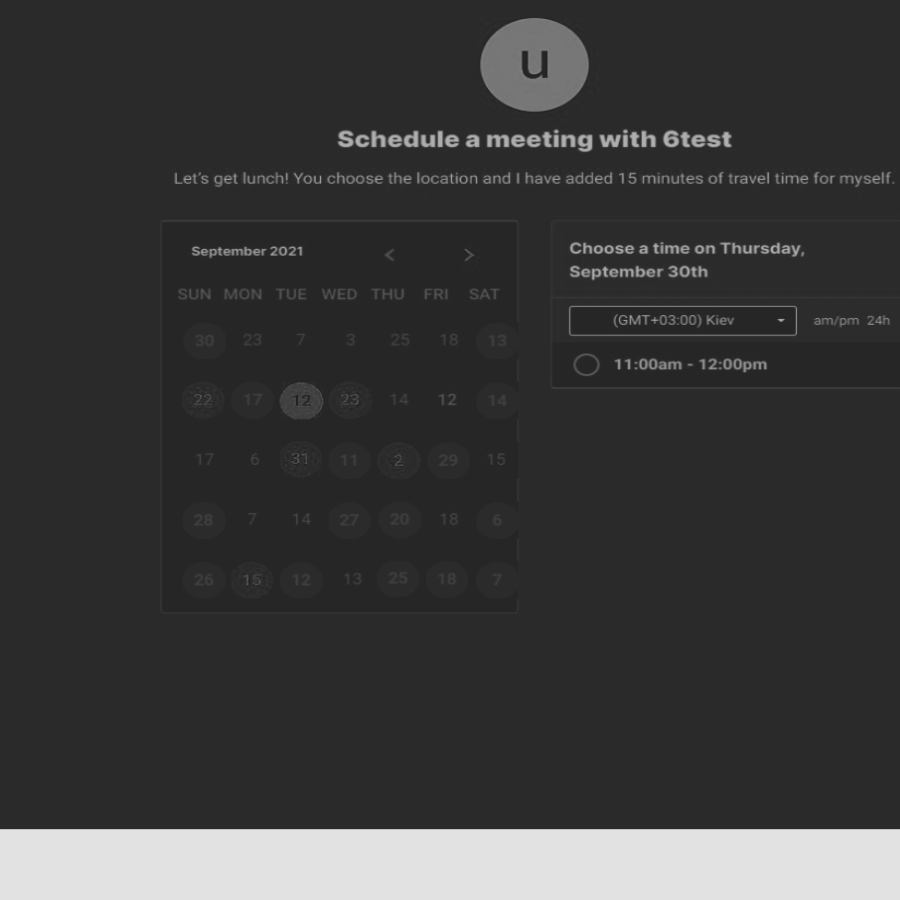 u
Schedule a meeting with 6test
Let's get lunch! You choose the location and I have added 15 minutes of travel time for myself.
September 2021 < >
SUN MON TUE WED THU FRI SAT
30 23 7 3 25 18 13
22 17 12 23 14 12 14
17 6 31 11 2 29 15
28 7 14 27 20 18 6
26 15 12 13 25 18 7
Choose a time on Thursday,
September 30th
(GMT+03:00) Kiev am/pm 24h
11:00am - 12:00pm